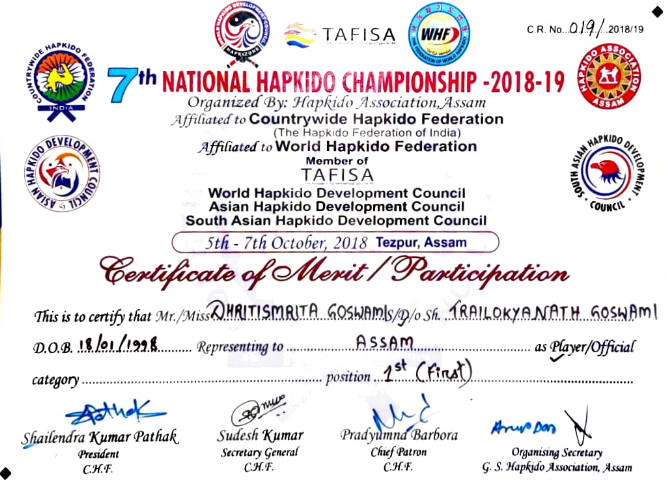 TAFISA
WHF
C.R. No. 019/ 2018/19
COUNTRYWIDE HAPKIDO FEDERATION
INDIA
HAPKIDO ASSOCIATION
ASSAM
7th NATIONAL HAPKIDO CHAMPIONSHIP -2018-19
Organized By: Hapkido Association,Assam
Affiliated to Countrywide Hapkido Federation
(The Hapkido Federation of India)
Affiliated to World Hapkido Federation
Member of
TAFISA
ASIAN HAPKIDO DEVELOPMENT COUNCIL
SOUTH ASIAN HAPKIDO DEVELOPMENT COUNCIL
World Hapkido Development Council
Asian Hapkido Development Council
South Asian Hapkido Development Council
5th - 7th October, 2018 Tezpur, Assam
Certificate of Merit / Participation
This is to certify that Mr./Miss DHRITISMRITA GOSWAMI S/D/o Sh. TRAILOKYANATH GOSWAMI
D.O.B. 18/01/1998 Representing to ASSAM as Player/Official
category position 1st (First)
Shailendra Kumar Pathak Sudesh Kumar Pradyumna Barbora
President Secretary General Chief Patron Organising Secretary
C.H.F. C.H.F. C.H.F. G. S. Hapkido Association, Assam